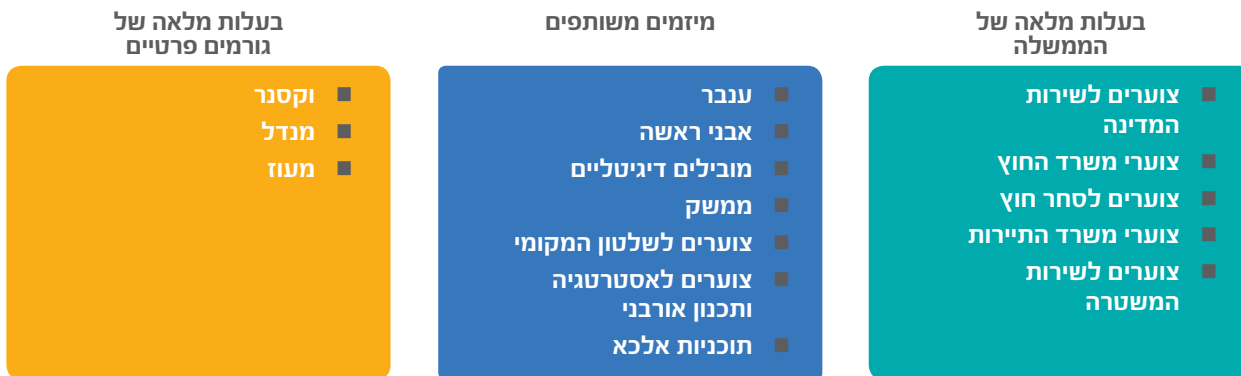 בעלות מלאה של
הממשלה
■ צוערים לשירות
המדינה
■ צוערי משרד החוץ
■ צוערים לסחר חוץ
■ צוערי משרד התיירות
■ צוערים לשירות
המשטרה
מיזמים משותפים
■ ענבר
■ אבני ראשה
■ מובילים דיגיטליים
■ ממשק
■ צוערים לשלטון המקומי
■ צוערים לאסטרטגיה
ותכנון אורבני
■ תוכניות אלכא
בעלות מלאה של
גורמים פרטיים
■ וקסנר
■ מנדל
■ מעוז